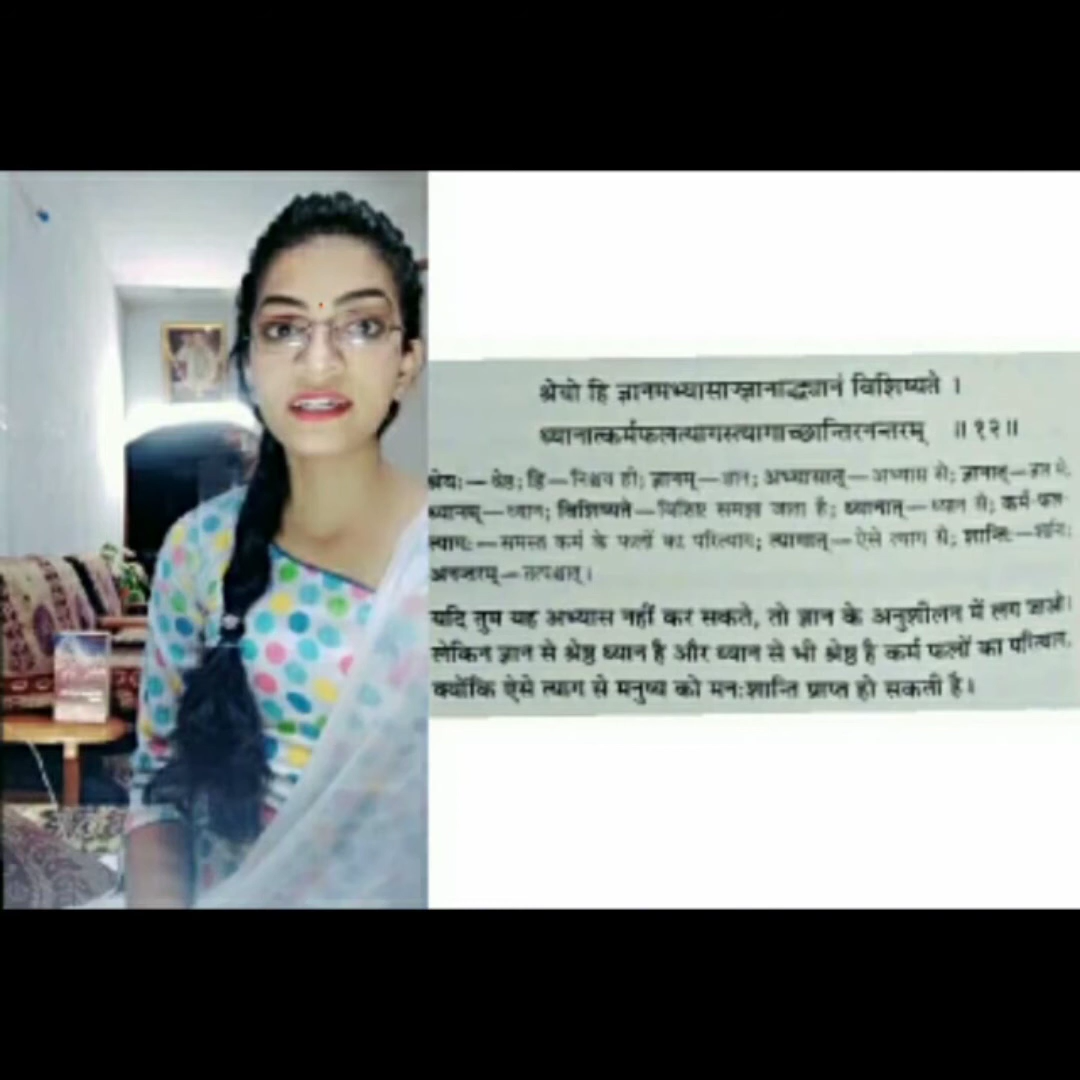 श्रेयो हि ज्ञानमभ्यासाज्ज्ञानाद्ध्यानं विशिष्यते ।
ध्यानात्कर्मफलत्यागस्त्यागाच्छान्तिरनन्तरम् ॥ १२॥
श्रेयः—श्रेष्ठ; हि—निश्चय ही; ज्ञानम्—ज्ञान; अभ्यासात्—अभ्यास से; ज्ञानात्—ज्ञान से;
ध्यानम्—ध्यान; विशिष्यते—विशिष्ट समझा जाता है; ध्यानात्—ध्यान से; कर्म-फल-
त्यागः—समस्त कर्म के फलों का परित्याग; त्यागात्—ऐसे त्याग से; शान्तिः—शान्ति;
अनन्तरम्—तत्पश्चात्।
यदि तुम यह अभ्यास नहीं कर सकते, तो ज्ञान के अनुशीलन में लग जाओ।
लेकिन ज्ञान से श्रेष्ठ ध्यान है और ध्यान से भी श्रेष्ठ है कर्म फलों का परित्याग,
क्योंकि ऐसे त्याग से मनुष्य को मनःशान्ति प्राप्त हो सकती है।